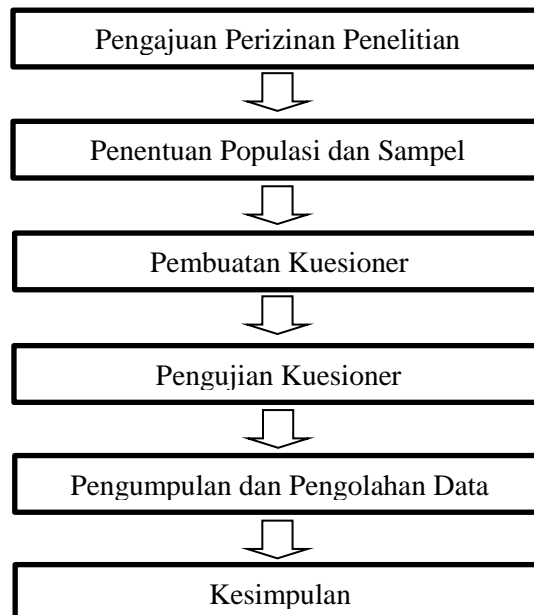 Pengajuan Perizinan Penelitian
Penentuan Populasi dan Sampel
Pembuatan Kuesioner
Pengujian Kuesioner
Pengumpulan dan Pengolahan Data
Kesimpulan